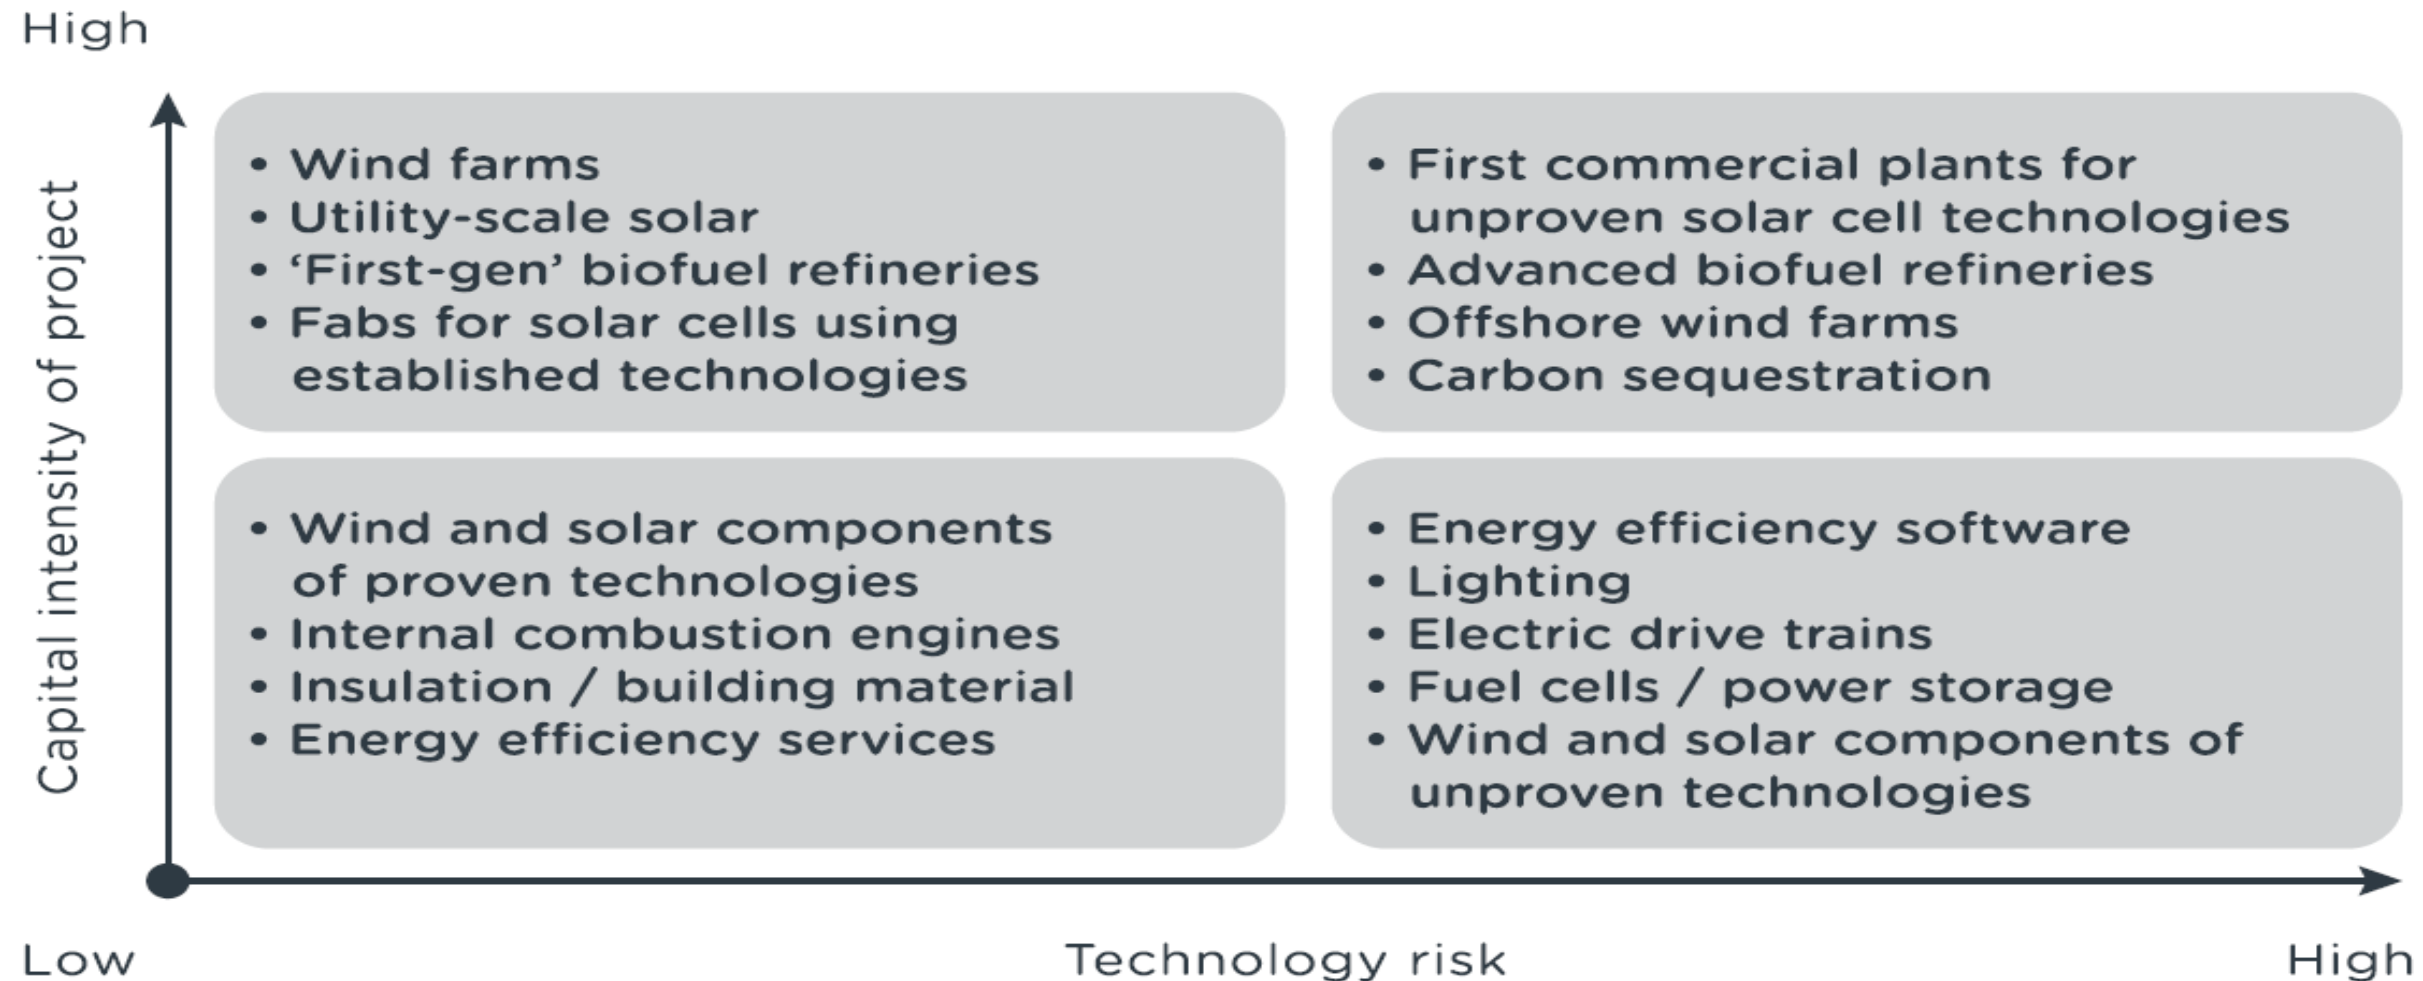 High
Capital intensity of project
• Wind farms
• Utility-scale solar
• ‘First-gen’ biofuel refineries
• Fabs for solar cells using
established technologies
• First commercial plants for
unproven solar cell technologies
• Advanced biofuel refineries
• Offshore wind farms
• Carbon sequestration
• Wind and solar components
of proven technologies
• Internal combustion engines
• Insulation / building material
• Energy efficiency services
• Energy efficiency software
• Lighting
• Electric drive trains
• Fuel cells / power storage
• Wind and solar components of
unproven technologies
Low
Technology risk
High